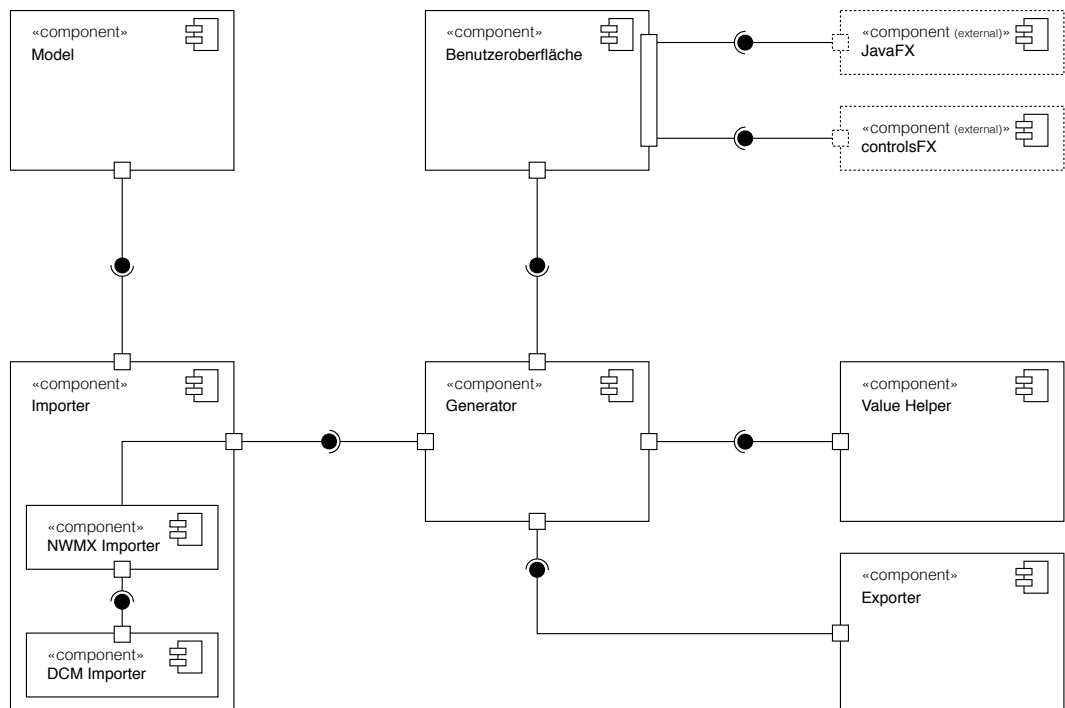 «component»
Model
«component»
Benutzeroberfläche
«component (external)»
JavaFX
«component (external)»
controlsFX
«component»
Importer
«component»
Generator
«component»
Value Helper
«component»
NWMX Importer
«component»
Exporter
«component»
DCM Importer